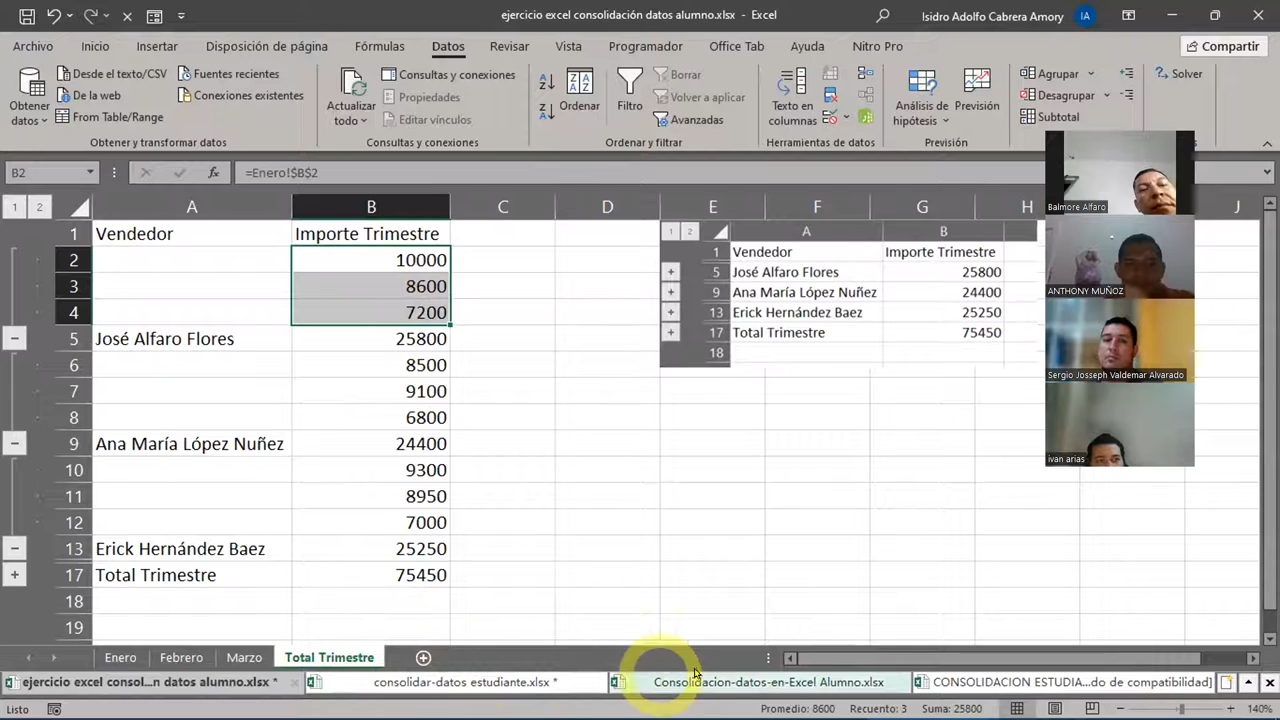 ejercicio excel consolidación datos alumno.xlsx - Excel
Isidro Adolfo Cabrera Amory IA
Archivo Inicio Insertar Disposición de página Fórmulas Datos Revisar Vista Programador Office Tab Ayuda Nitro Pro Compartir
Obtener datos
Desde el texto/CSV
De la web
From Table/Range
Fuentes recientes
Conexiones existentes
Obtener y transformar datos
Actualizar todo
Consultas y conexiones
Propiedades
Editar vínculos
Consultas y conexiones
Ordenar
Filtro
Borrar
Volver a aplicar
Avanzadas
Ordenar y filtrar
Texto en columnas
Herramientas de datos
Análisis de hipótesis
Previsión
Previsión
Agrupar
Desagrupar
Subtotal
Solver
B2 fx =Enero!$B$2
1 2 A B C D E F G H J
1 Vendedor Importe Trimestre
2 10000
3 8600
4 7200
5 José Alfaro Flores 25800
6 8500
7 9100
8 6800
9 Ana María López Nuñez 24400
10 9300
11 8950
12 7000
13 Erick Hernández Baez 25250
17 Total Trimestre 75450
18
19
1 2 A B
1 Vendedor Importe Trimestre
5 José Alfaro Flores 25800
9 Ana María López Nuñez 24400
13 Erick Hernández Baez 25250
17 Total Trimestre 75450
18
Balmore Alfaro
ANTHONY MUÑOZ
Sergio Josseph Valdemar Alvarado
ivan arias
Enero Febrero Marzo Total Trimestre
ejercicio excel consol...n datos alumno.xlsx * consolidar-datos estudiante.xlsx * Consolidacion-datos-en-Excel Alumno.xlsx CONSOLIDACION ESTUDIA...do de compatibilidad]
Listo Promedio: 8600 Recuento: 3 Suma: 25800 140%